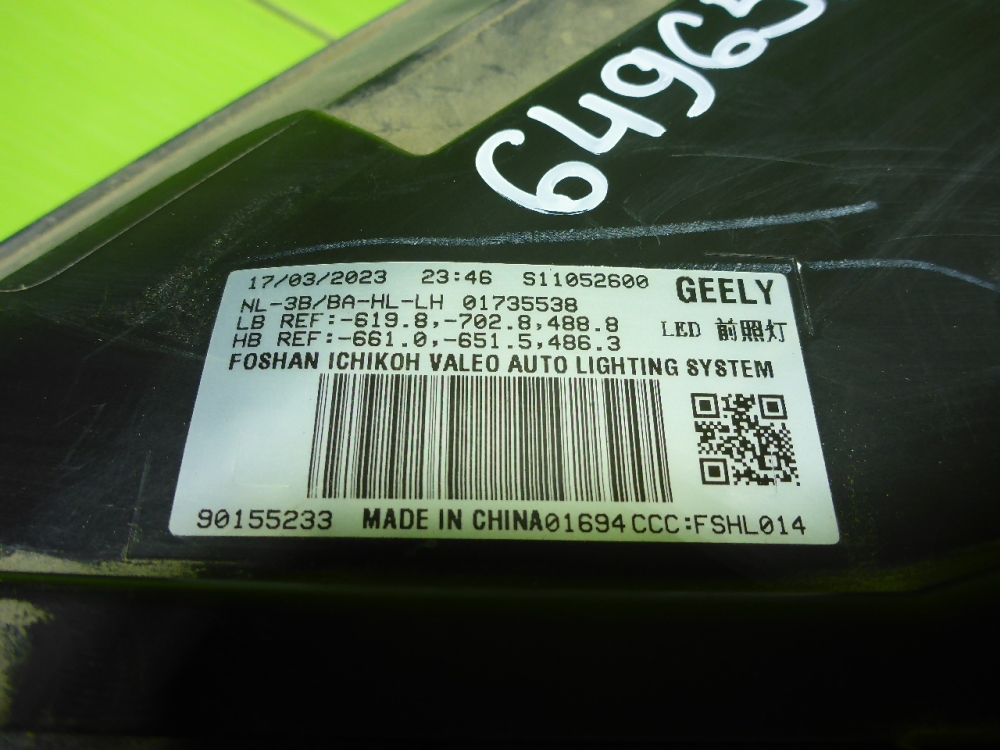 64965
17/03/2023 23:46 S11052600 GEELY
NL-3B/BA-HL-LH 01735538
LB REF:-619.8,-702.8,488.8 LED 前照灯
HB REF:-661.0,-651.5,486.3
FOSHAN ICHIKOH VALEO AUTO LIGHTING SYSTEM
90155233 MADE IN CHINA01694 CCC:FSHL014